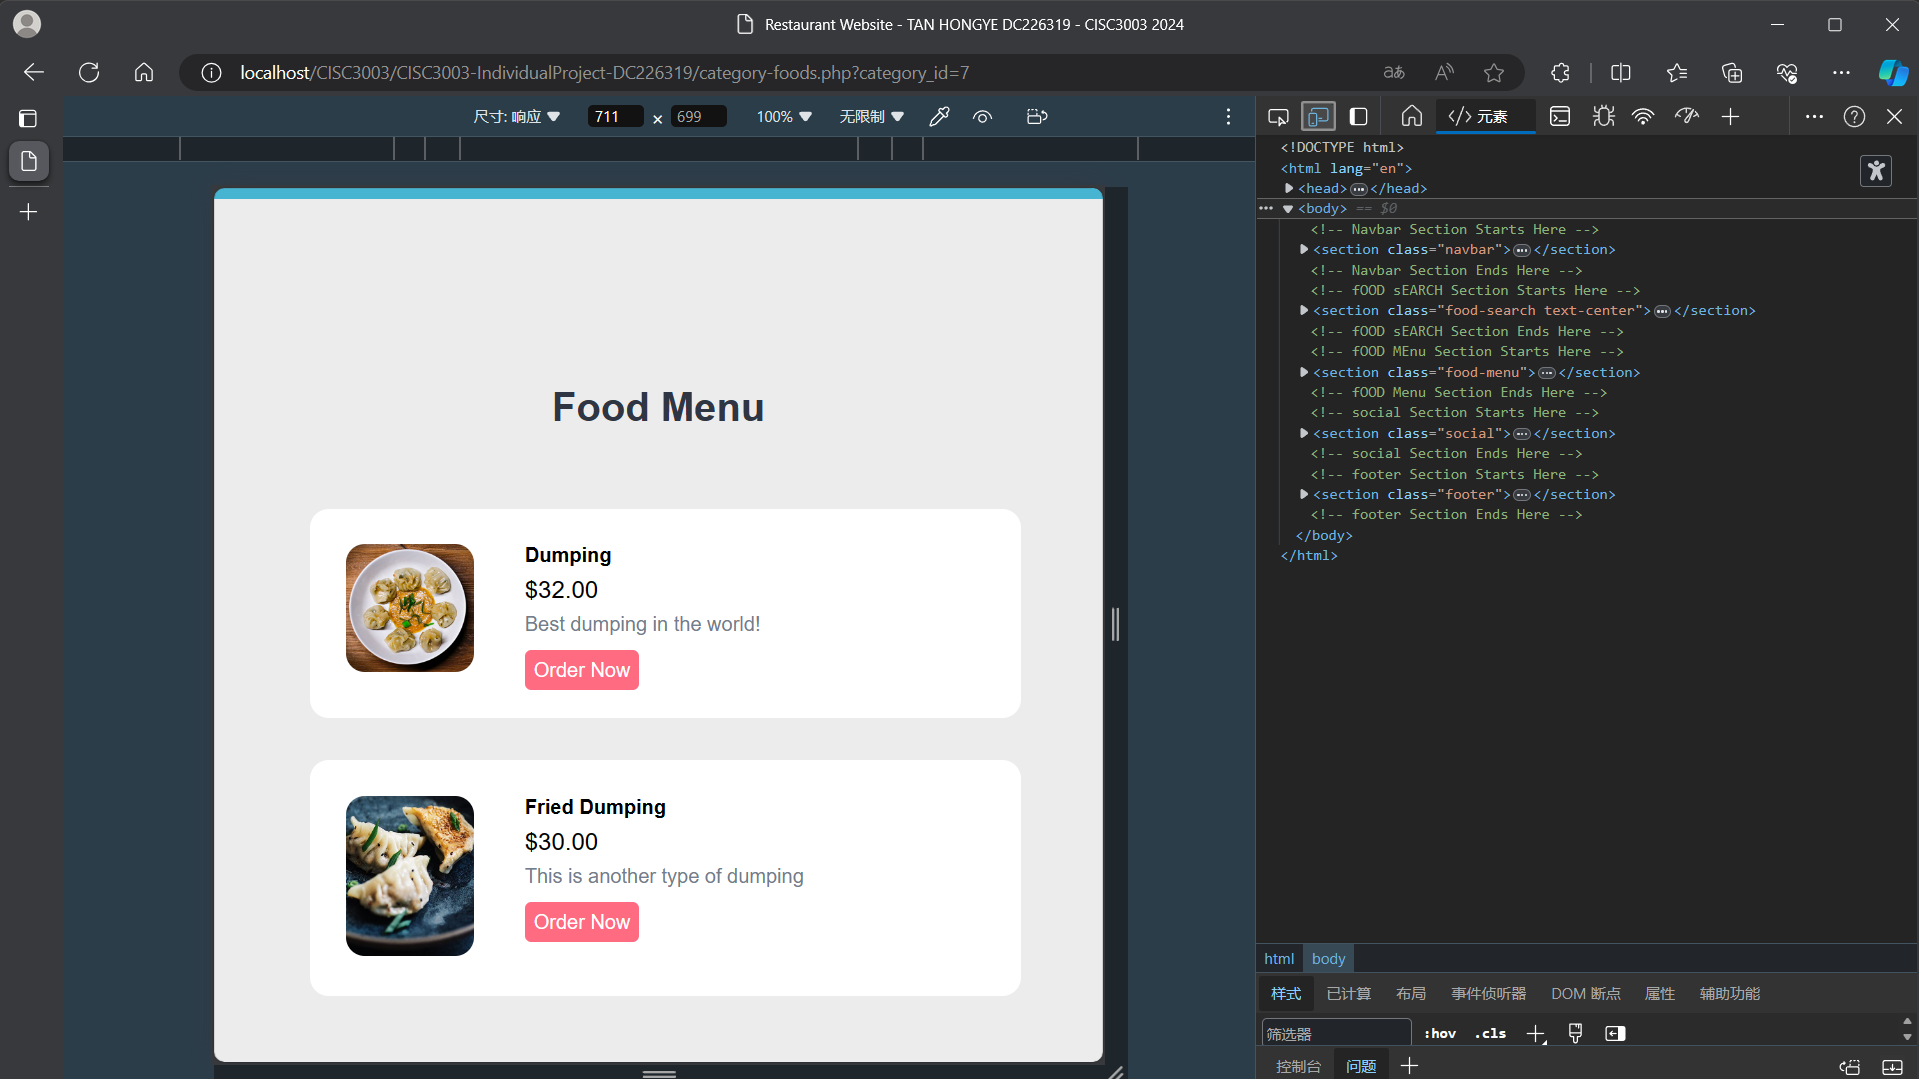 Restaurant Website - TAN HONGYE DC226319 - CISC3003 2024
localhost/CISC3003/CISC3003-IndividualProject-DC226319/category-foods.php?category_id=7
尺寸: 响应
711 × 699
100%
无限制
元素
<!DOCTYPE html>
<html lang="en">
<head> ••• </head>
••• <body> == $0
<!-- Navbar Section Starts Here -->
<section class="navbar"> ••• </section>
<!-- Navbar Section Ends Here -->
<!-- fOOD sEARCH Section Starts Here -->
<section class="food-search text-center"> ••• </section>
<!-- fOOD sEARCH Section Ends Here -->
<!-- fOOD MEnu Section Starts Here -->
<section class="food-menu"> ••• </section>
<!-- fOOD Menu Section Ends Here -->
<!-- social Section Starts Here -->
<section class="social"> ••• </section>
<!-- social Section Ends Here -->
<!-- footer Section Starts Here -->
<section class="footer"> ••• </section>
<!-- footer Section Ends Here -->
</body>
</html>
Food Menu
Dumping
$32.00
Best dumping in the world!
Order Now
Fried Dumping
$30.00
This is another type of dumping
Order Now
html body
样式 已计算 布局 事件侦听器 DOM 断点 属性 辅助功能
筛选器 :hov .cls
控制台 问题